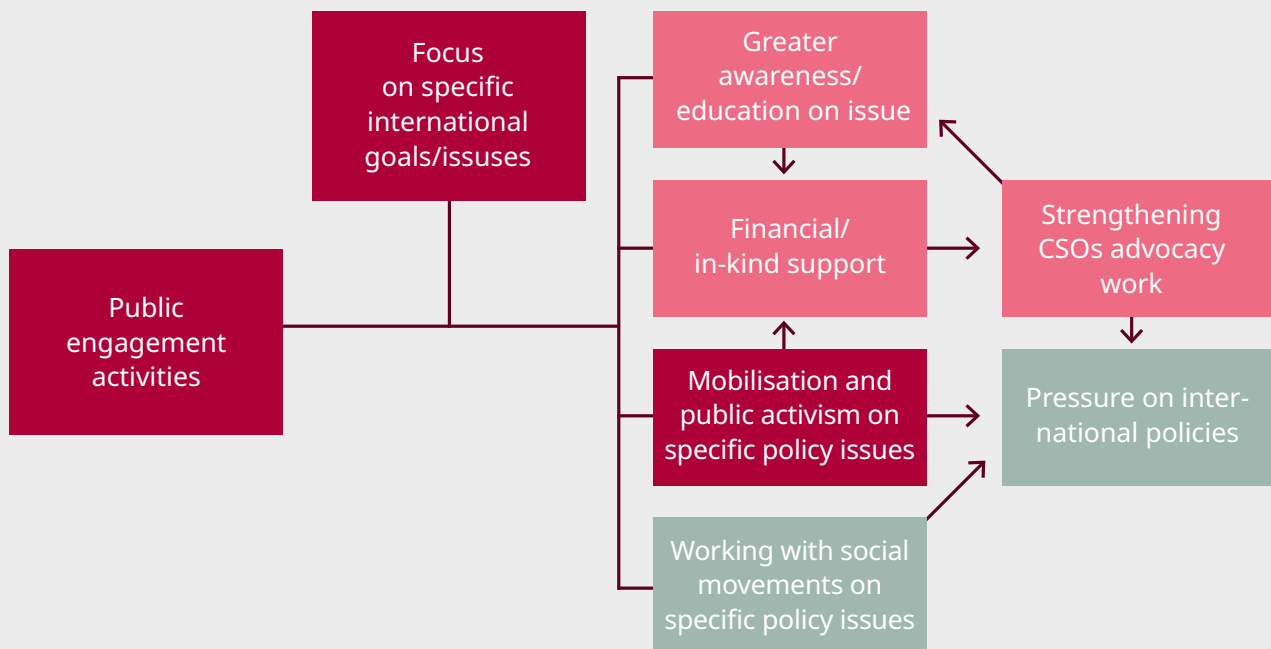 Focus
on specific
international
goals/issuses
Public
engagement
activities
Greater
awareness/
education on issue
Financial/
in-kind support
Mobilisation and
public activism on
specific policy issues
Working with social
movements on
specific policy issues
Strengthening
CSOs advocacy
work
Pressure on inter-
national policies